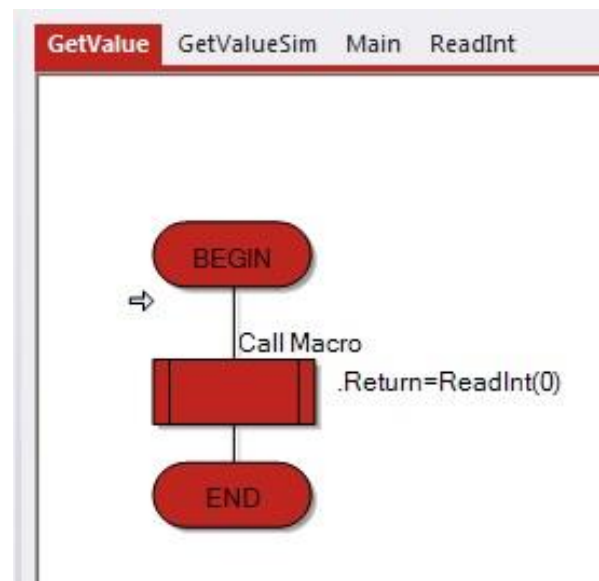 GetValue GetValueSim Main ReadInt
BEGIN
Call Macro
.Return=ReadInt(0)
END